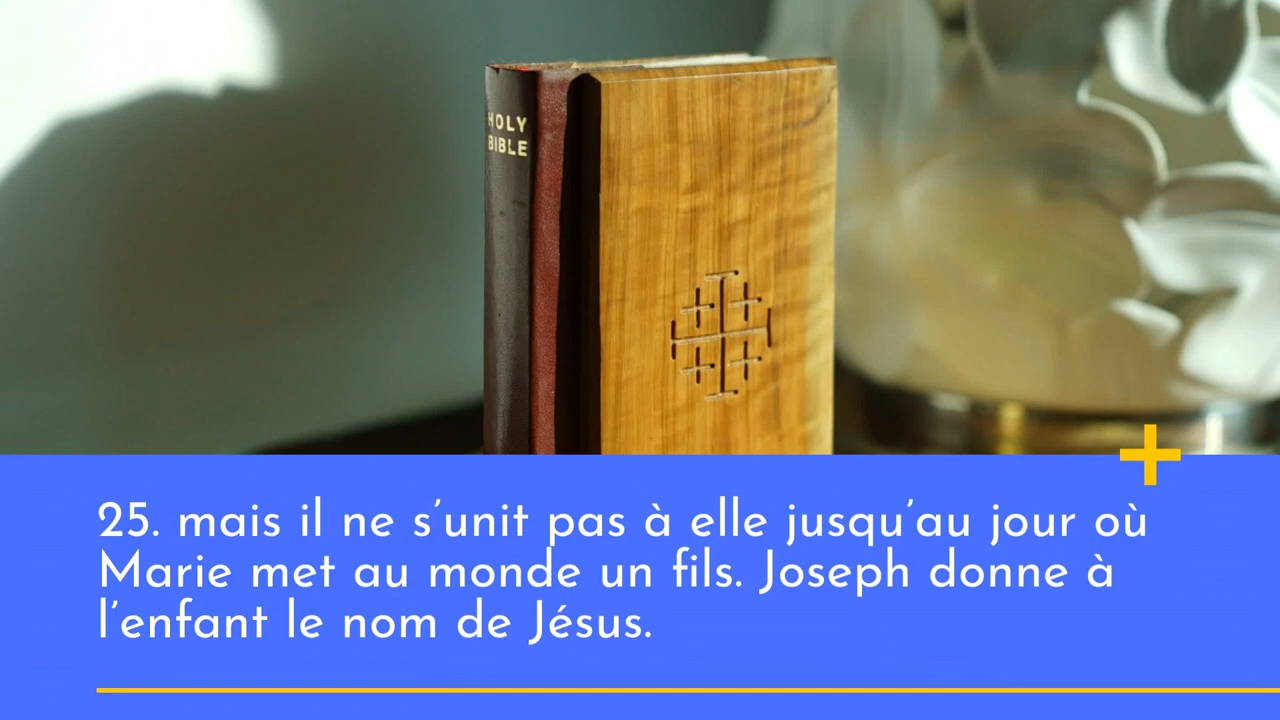 HOLY
BIBLE
25. mais il ne s’unit pas à elle jusqu’au jour où
Marie met au monde un fils. Joseph donne à
l’enfant le nom de Jésus.